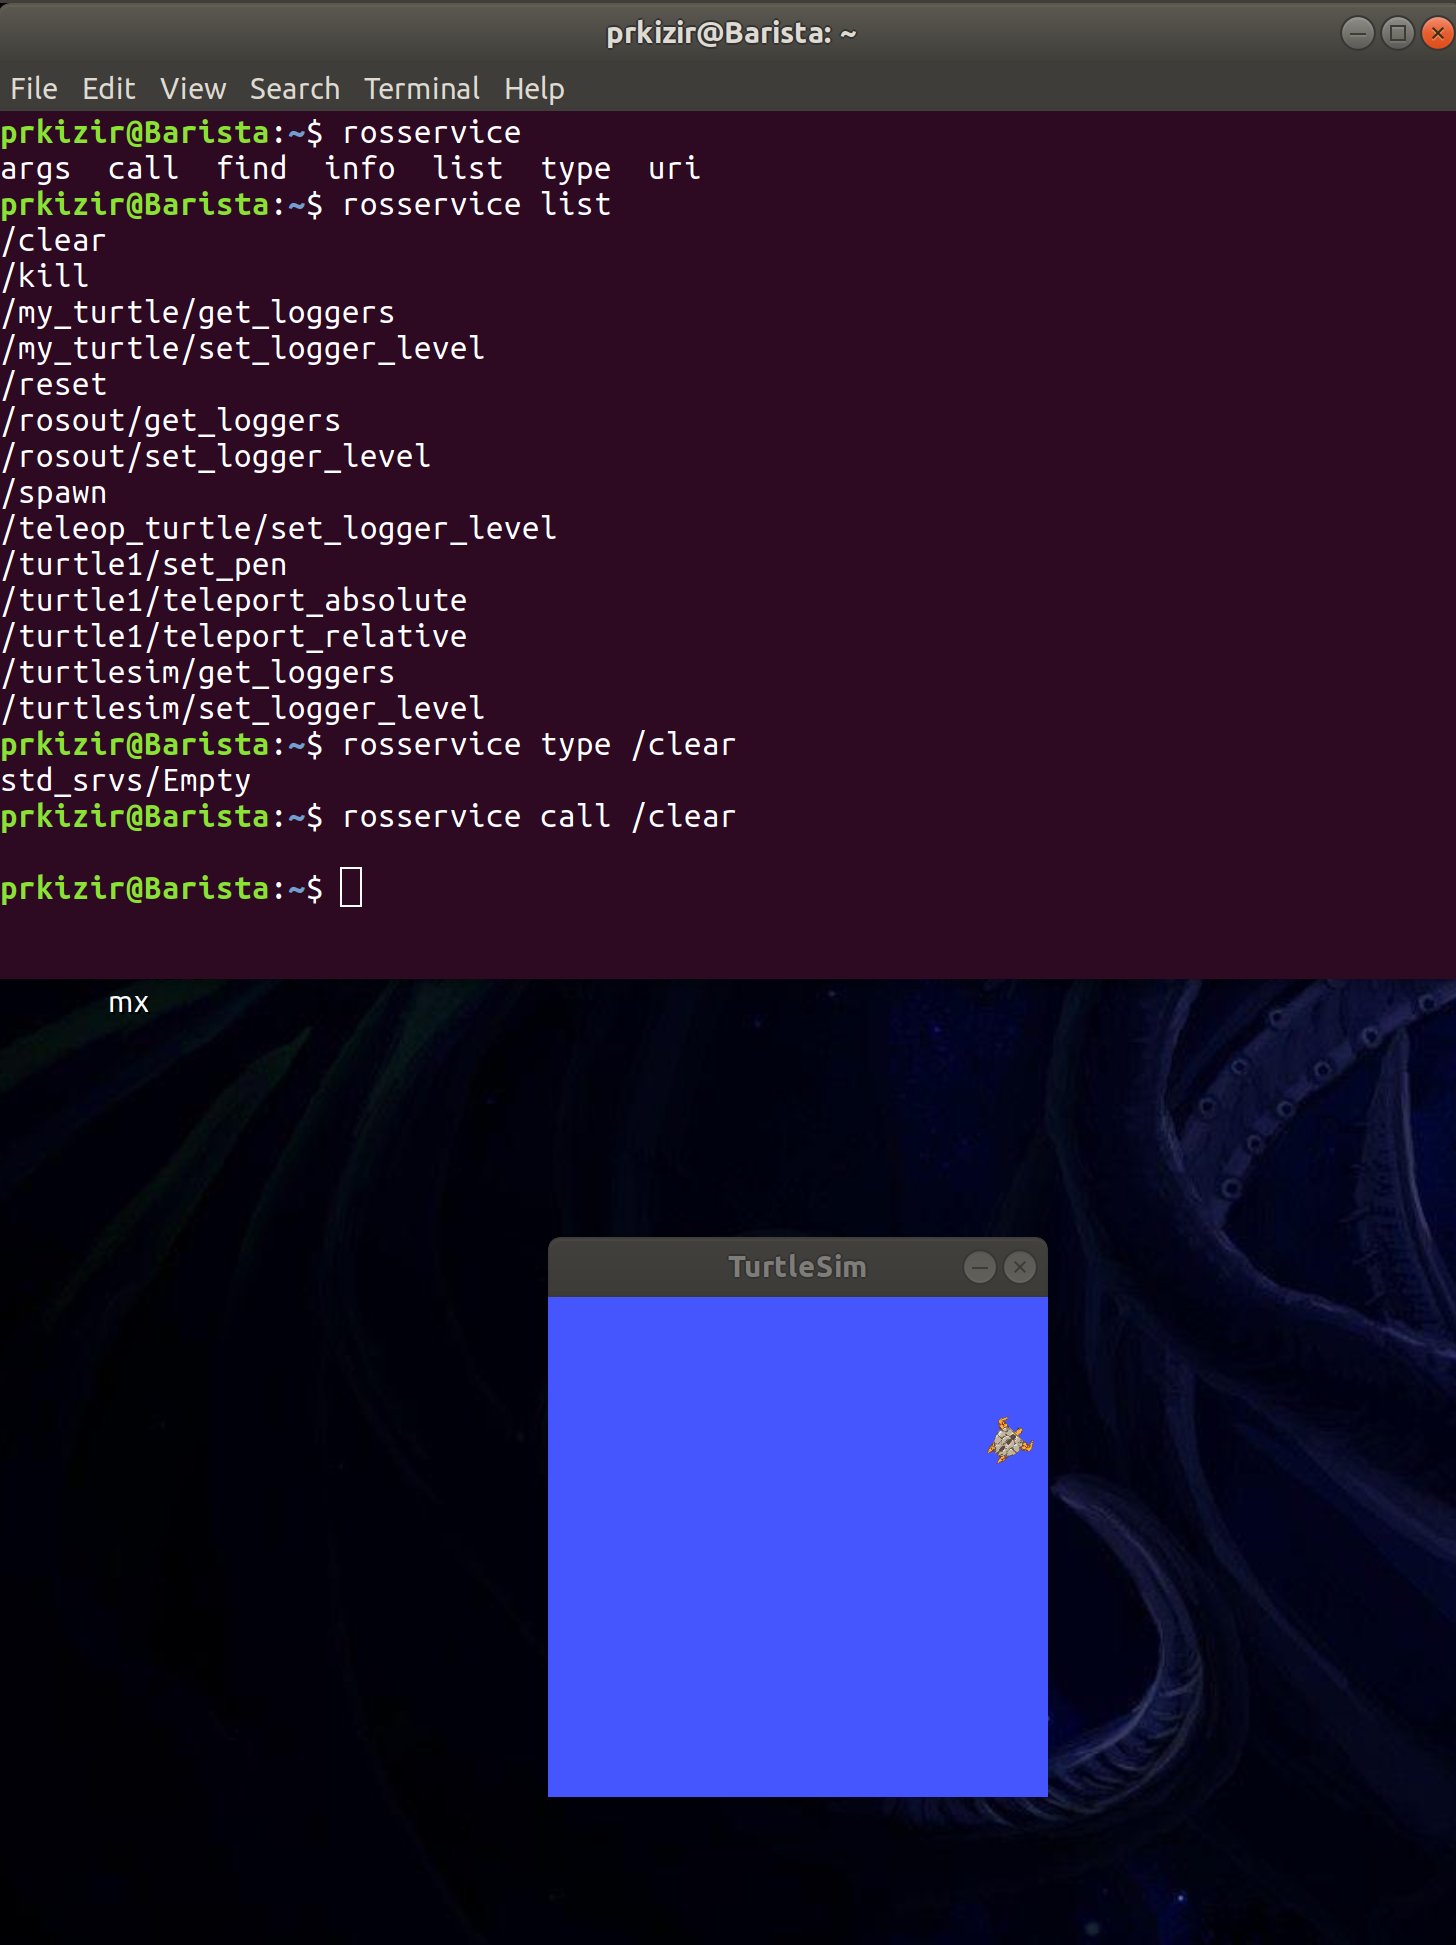 prkizir@Barista: ~
File Edit View Search Terminal Help
prkizir@Barista:~$ rosservice
args call find info list type uri
prkizir@Barista:~$ rosservice list
/clear
/kill
/my_turtle/get_loggers
/my_turtle/set_logger_level
/reset
/rosout/get_loggers
/rosout/set_logger_level
/spawn
/teleop_turtle/set_logger_level
/turtle1/set_pen
/turtle1/teleport_absolute
/turtle1/teleport_relative
/turtlesim/get_loggers
/turtlesim/set_logger_level
prkizir@Barista:~$ rosservice type /clear
std_srvs/Empty
prkizir@Barista:~$ rosservice call /clear
prkizir@Barista:~$
mx
TurtleSim